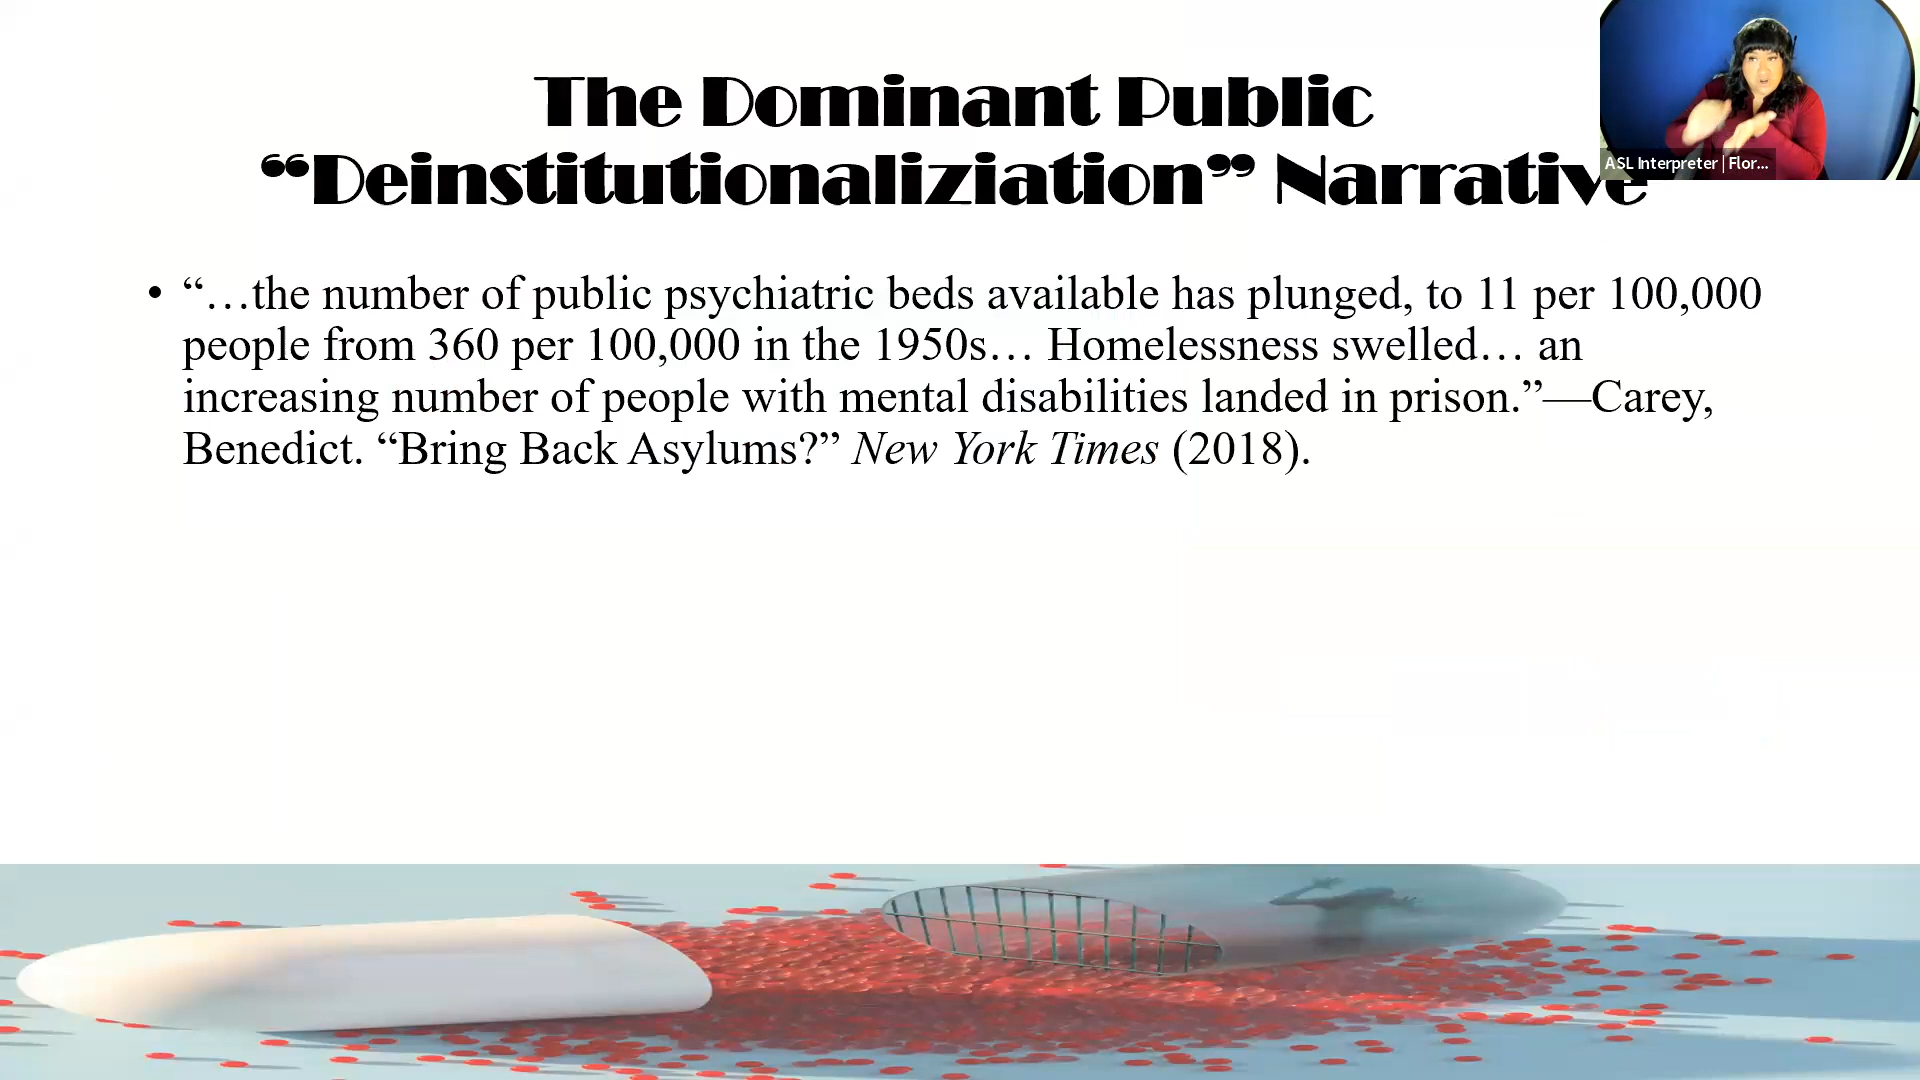 The Dominant Public
“Deinstitutionaliziation” Narrative
ASL Interpreter | Flor...
• “…the number of public psychiatric beds available has plunged, to 11 per 100,000
people from 360 per 100,000 in the 1950s… Homelessness swelled… an
increasing number of people with mental disabilities landed in prison.”—Carey,
Benedict. “Bring Back Asylums?” New York Times (2018).